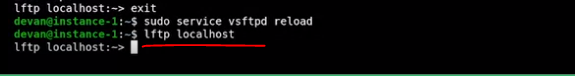 lftp localhost:~> exit
devan@instance-1:~$ sudo service vsftpd reload
devan@instance-1:~$ lftp localhost
lftp localhost:~>